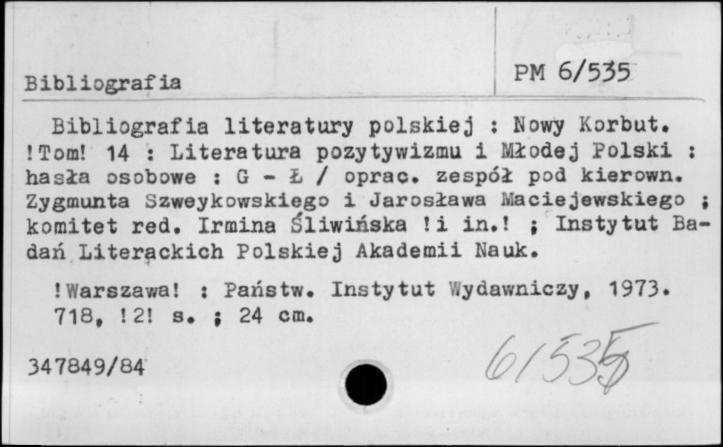 PM 6/535
Bibliografia
Bibliografia literatury polskiej : Nowy Korbut.
!Tom! 14 : Literatura pozytywizmu i Młodej Polski :
hasła osobowe : G - Ł / oprac. zespół pod kierown.
Zygmunta Szweykowskiego i Jarosława Maciejewskiego ;
komitet red. Irmina Śliwińska !i in.! ; Instytut Ba-
dań Literackich Polskiej Akademii Nauk.
!Warszawa! : Państw. Instytut Wydawniczy, 1973.
718, !2! s. ; 24 cm.
347849/84
61535